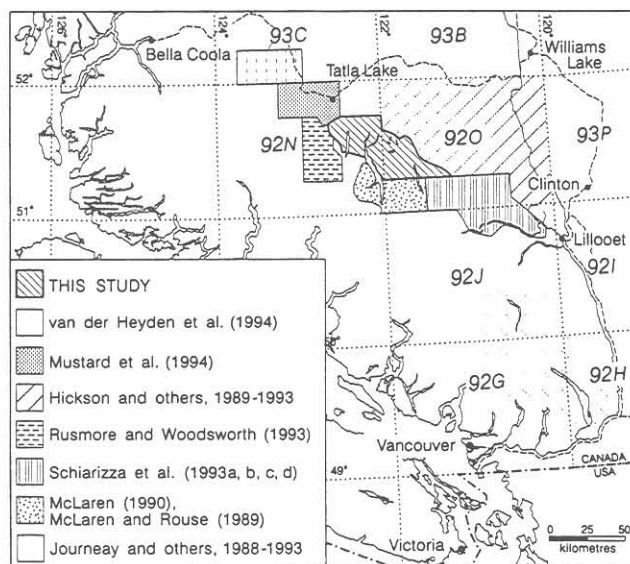 126°
124°
93C
122°
93B
120°
Bella Coola
Williams
Lake
Tatla Lake
52°
92N
92O
93P
Clinton
51°
Lillooet
92I
92J
THIS STUDY
van der Heyden et al. (1994)
Mustard et al. (1994)
Hickson and others, 1989-1993
Rusmore and Woodsworth (1993)
Schiarizza et al. (1993a, b, c, d)
McLaren (1990),
McLaren and Rouse (1989)
Journeay and others, 1988-1993
92G
92H
Vancouver
CANADA
USA
49°
Victoria
0 25 50
kilometres